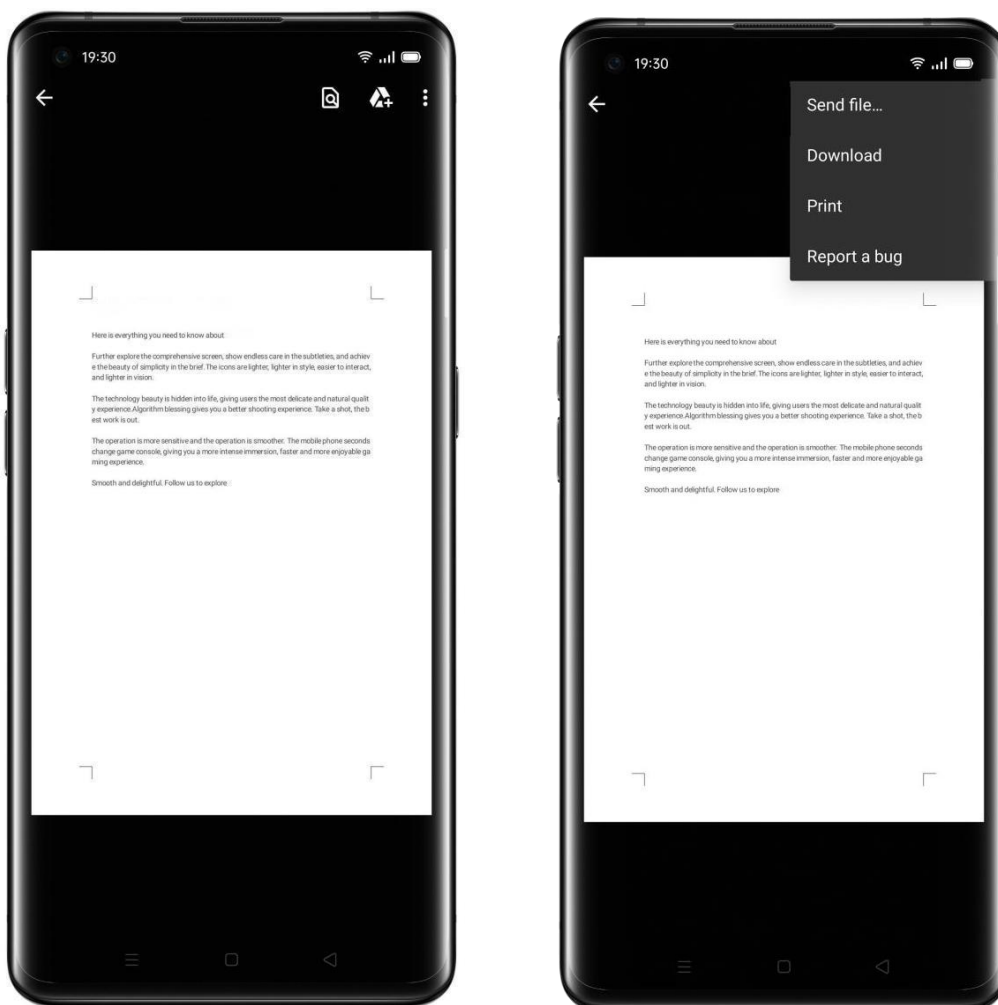 19:30
Here is everything you need to know about
Further explore the comprehensive screen, show endless care in the subtleties, and achiev
e the beauty of simplicity in the brief. The icons are lighter, lighter in style, easier to interact,
and lighter in vision.
The technology beauty is hidden into life, giving users the most delicate and natural qualit
y experience.Algorithm blessing gives you a better shooting experience. Take a shot, the b
est work is out.
The operation is more sensitive and the operation is smoother. The mobile phone seconds
change game console, giving you a more intense immersion, faster and more enjoyable ga
ming experience.
Smooth and delightful. Follow us to explore
19:30
Send file...
Download
Print
Report a bug
Here is everything you need to know about
Further explore the comprehensive screen, show endless care in the subtleties, and achiev
e the beauty of simplicity in the brief. The icons are lighter, lighter in style, easier to interact,
and lighter in vision.
The technology beauty is hidden into life, giving users the most delicate and natural qualit
y experience.Algorithm blessing gives you a better shooting experience. Take a shot, the b
est work is out.
The operation is more sensitive and the operation is smoother. The mobile phone seconds
change game console, giving you a more intense immersion, faster and more enjoyable ga
ming experience.
Smooth and delightful. Follow us to explore